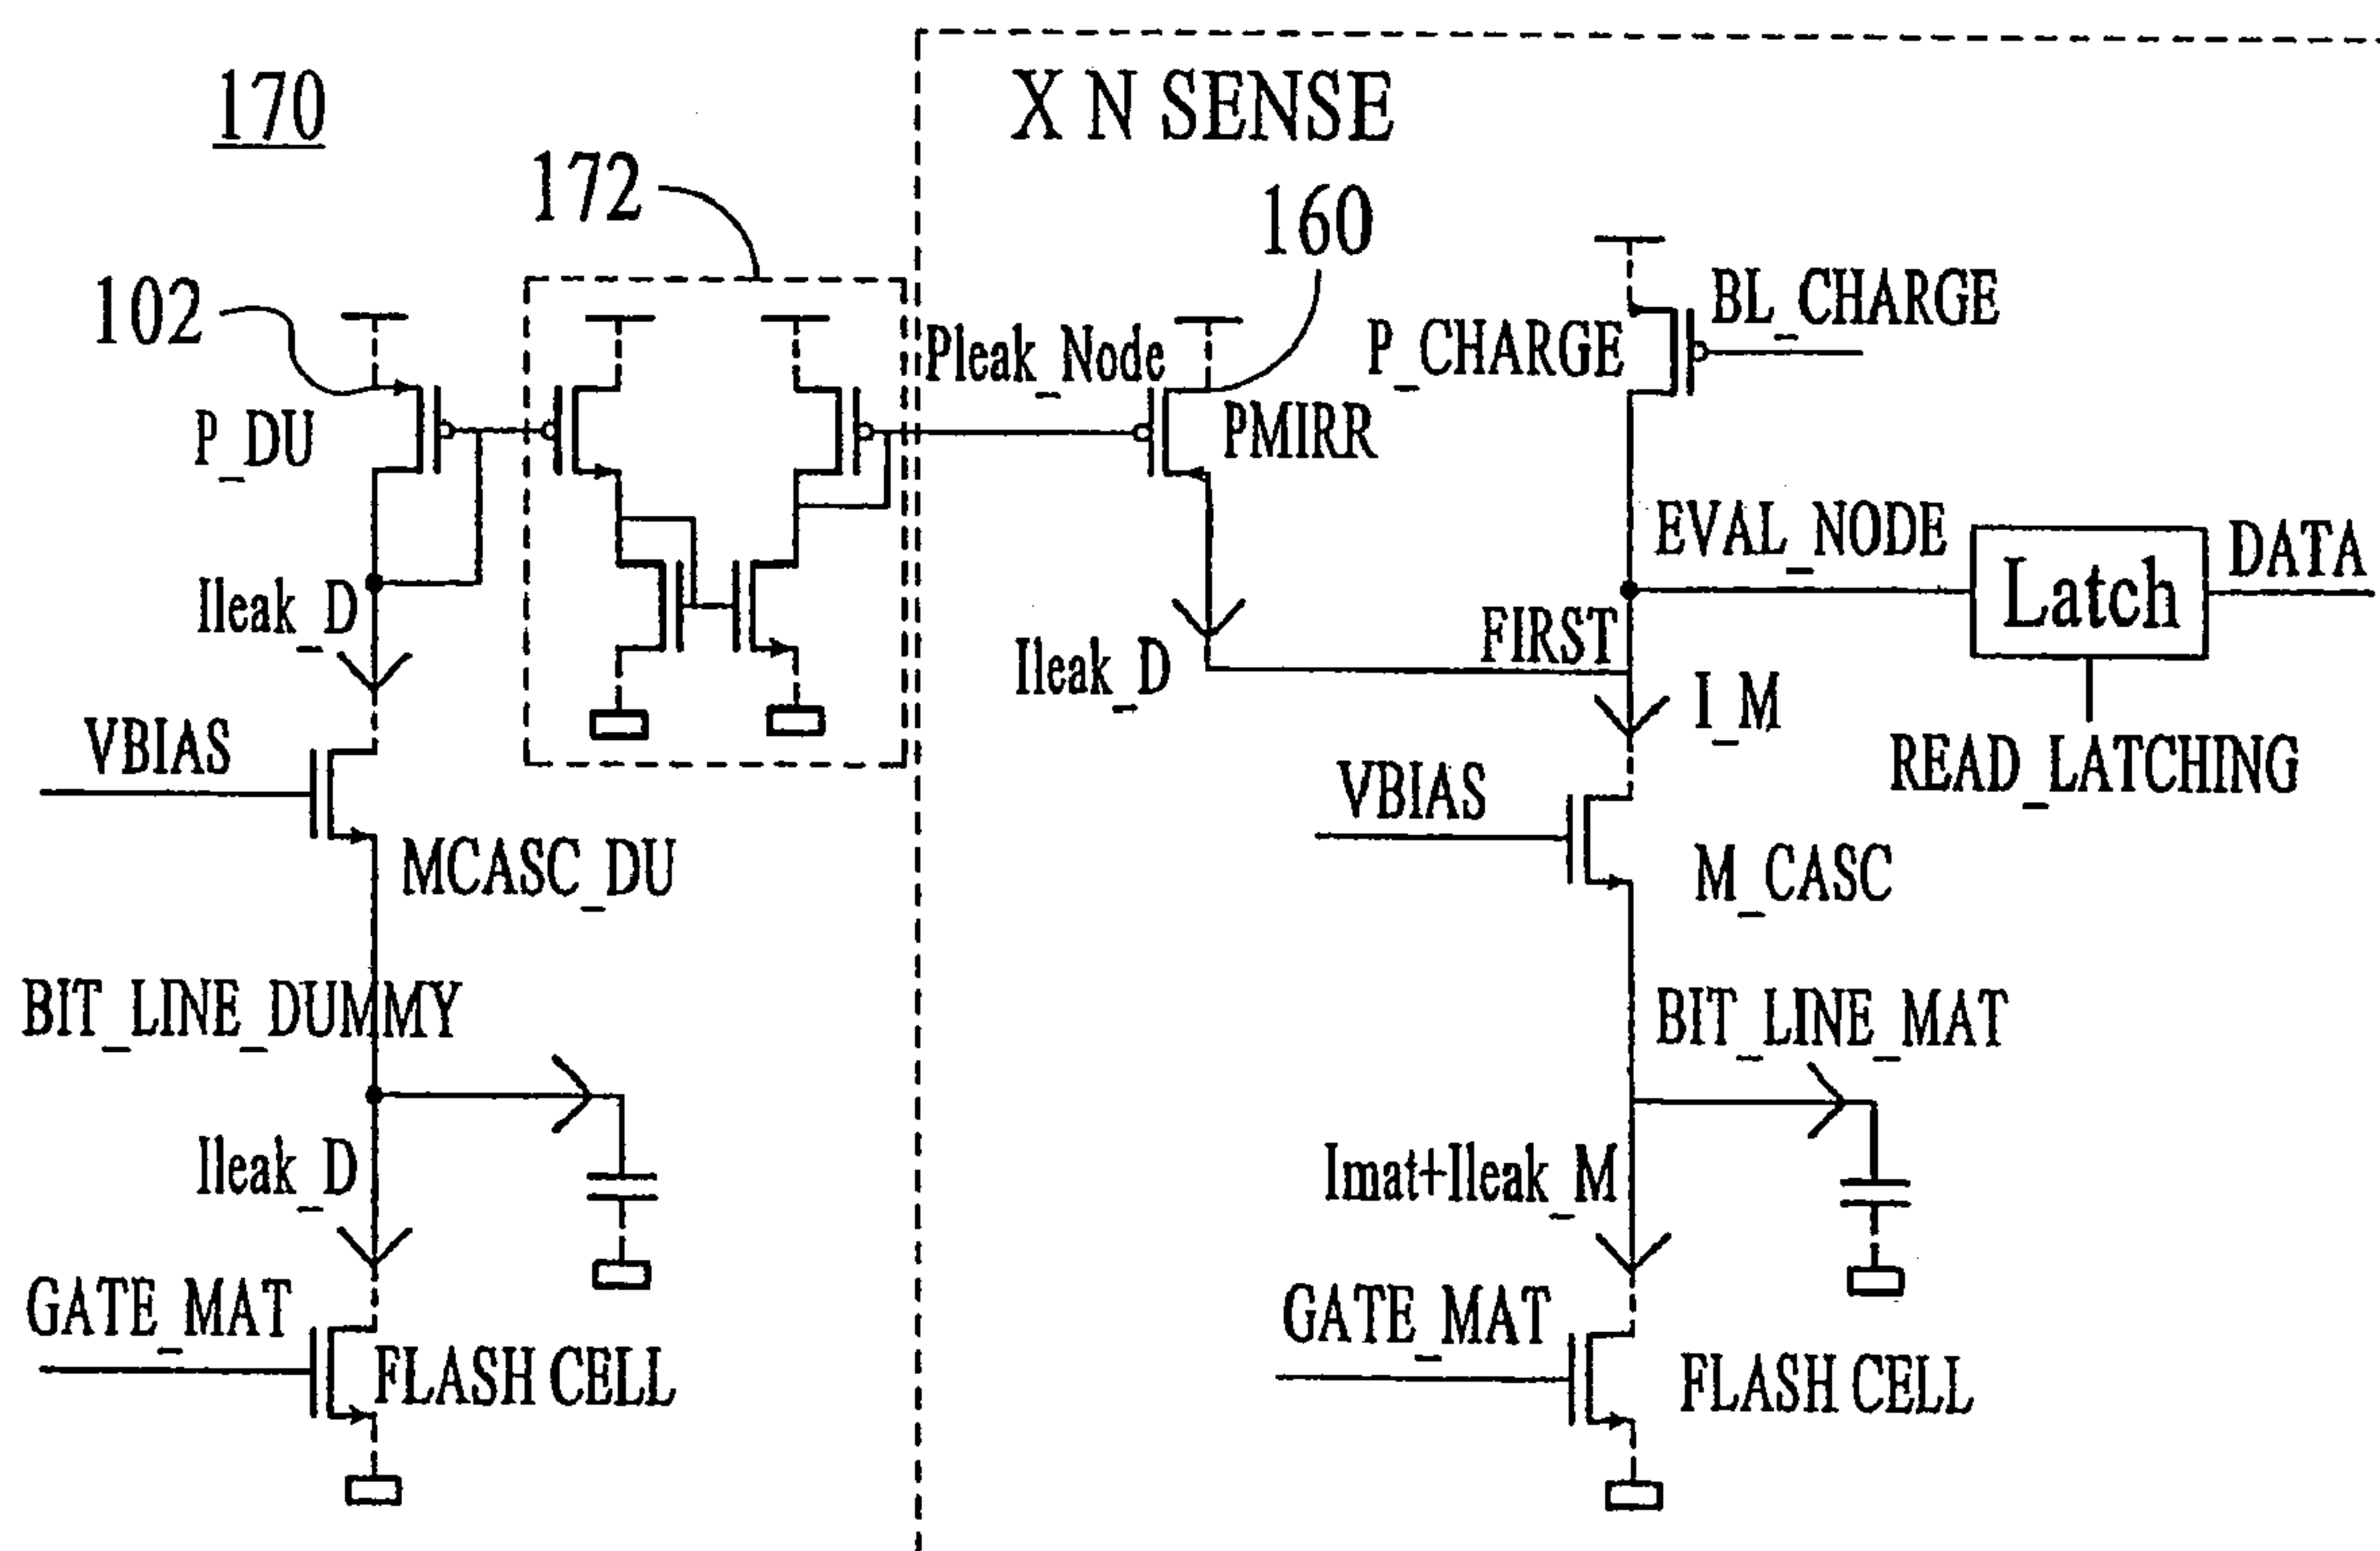 170
X N SENSE
172
160
102
BL_CHARGE
P_CHARGE
Pleak_Node
P_DU
PMIRR
EVAL_NODE
DATA
Latch
Ileak_D
FIRST
Ileak_D
I_M
VBIAS
READ_LATCHING
VBIAS
MCASC_DU
M_CASC
BIT_LINE_DUMMY
BIT_LINE_MAT
Ileak_D
Imat+Ileak_M
GATE_MAT
GATE_MAT
FLASH CELL
FLASH CELL